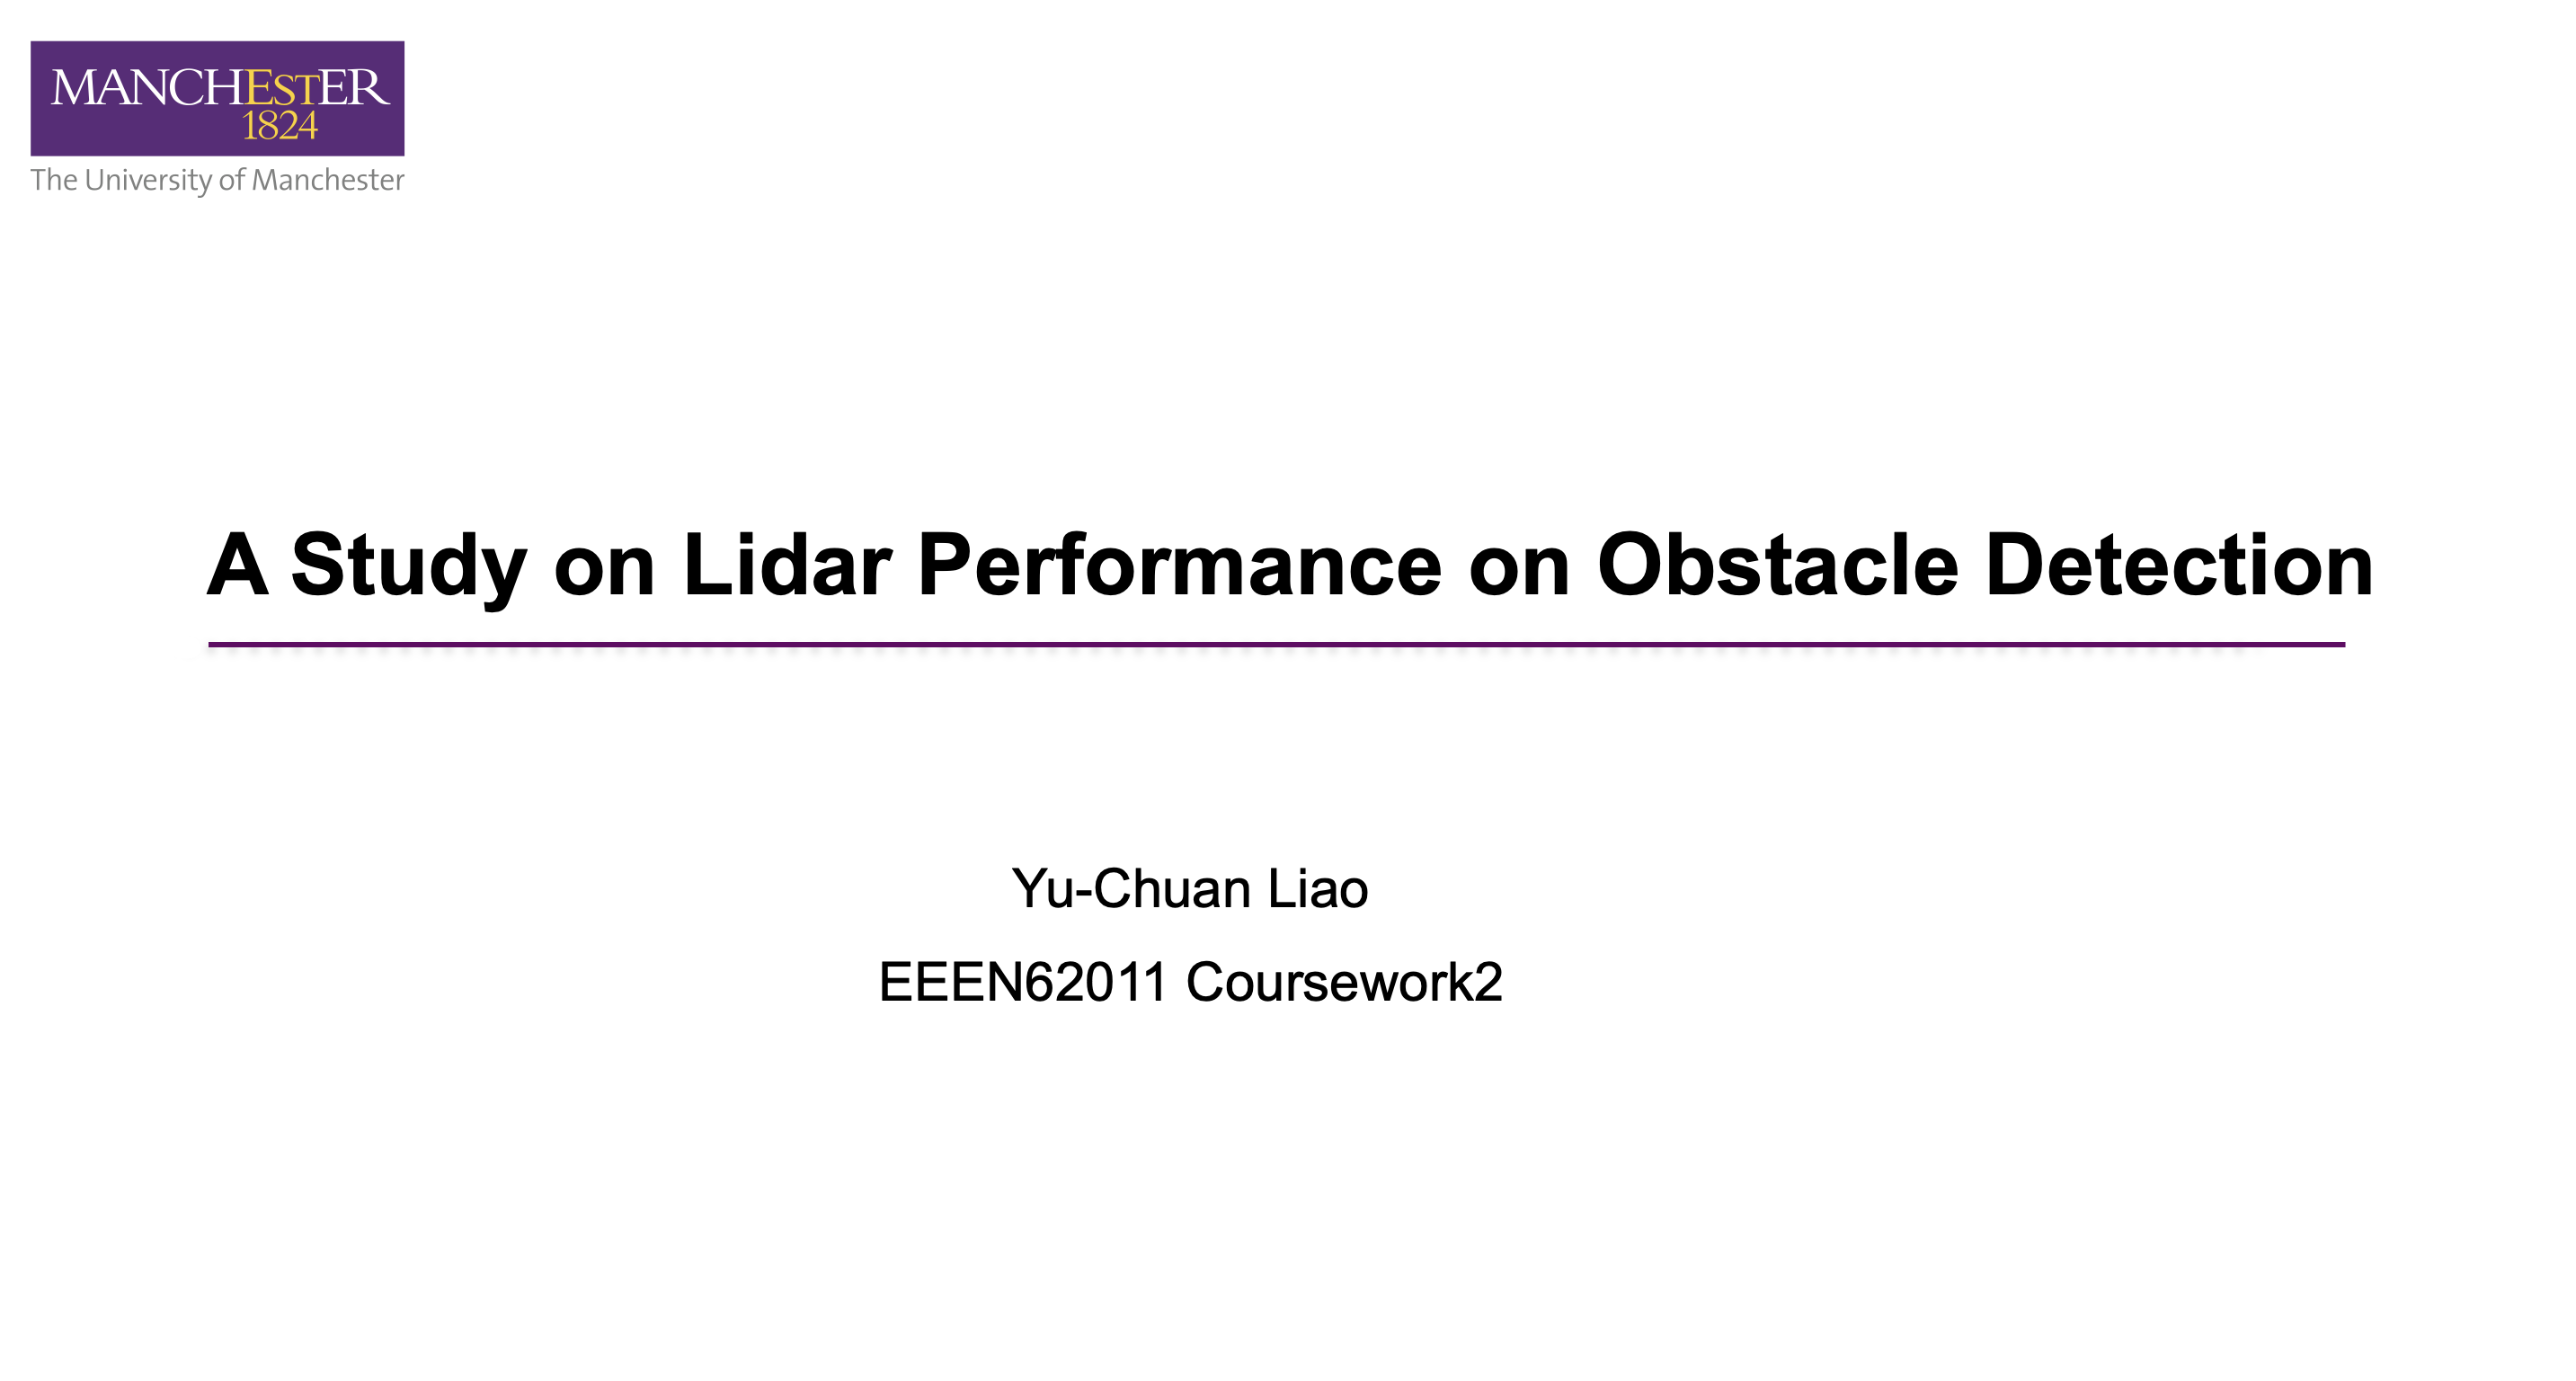 MANCHEsTER
1824
The University of Manchester
A Study on Lidar Performance on Obstacle Detection
Yu-Chuan Liao
EEEN62011 Coursework2